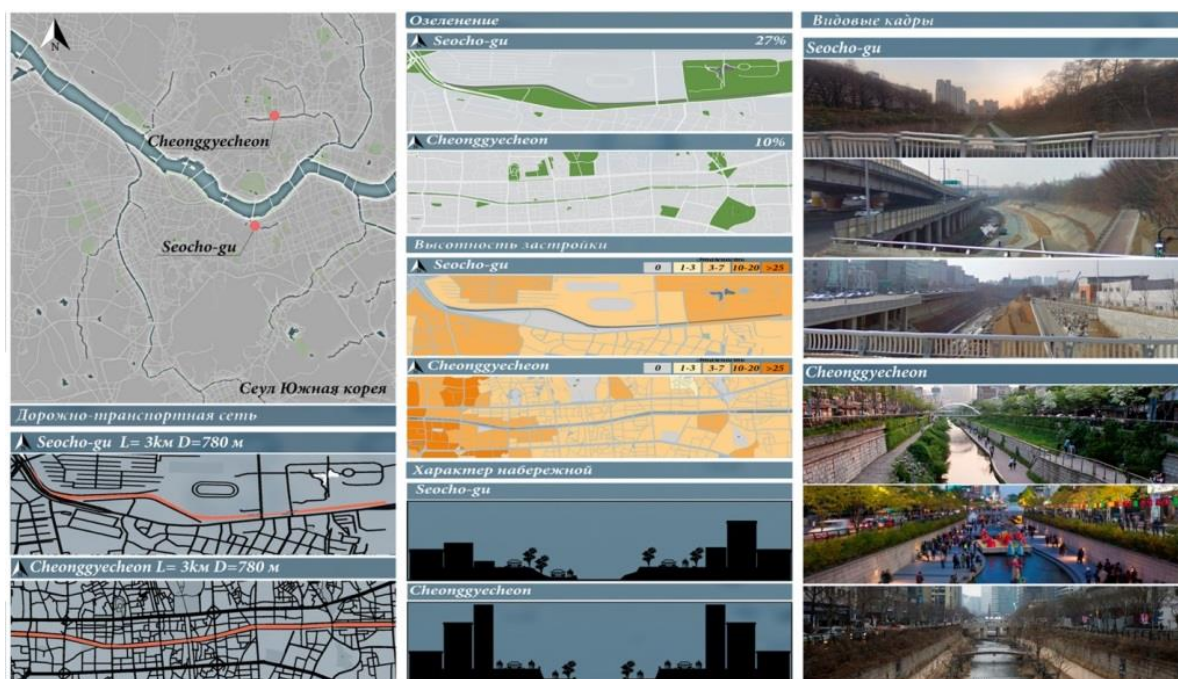 N
Cheonggyecheon
Seocho-gu
Сеул Южная корея
Дорожно-транспортная сеть
Seocho-gu L= 3км D=780 м
Cheonggyecheon L= 3км D=780 м
Озеленение
Seocho-gu 27%
Cheonggyecheon 10%
Высотность застройки
Seocho-gu
0 1-3 3-7 10-20 >25
Cheonggyecheon
0 1-3 3-7 10-20 >25
Характер набережной
Seocho-gu
Cheonggyecheon
Видовые кадры
Seocho-gu
Cheonggyecheon